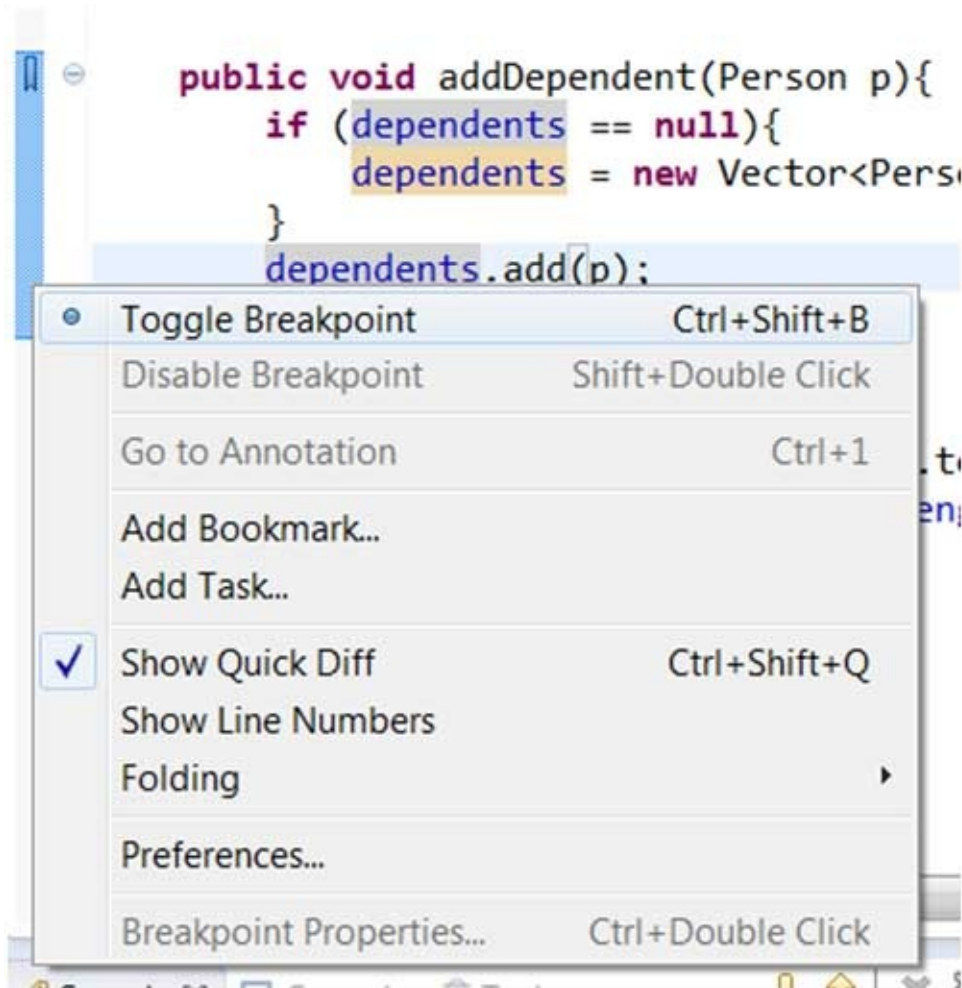 public void addDependent(Person p){
if (dependents == null){
dependents = new Vector<Pers
}
dependents.add(p);
Toggle Breakpoint Ctrl+Shift+B
Disable Breakpoint Shift+Double Click
Go to Annotation Ctrl+1
Add Bookmark...
Add Task...
Show Quick Diff Ctrl+Shift+Q
Show Line Numbers
Folding
Preferences...
Breakpoint Properties... Ctrl+Double Click